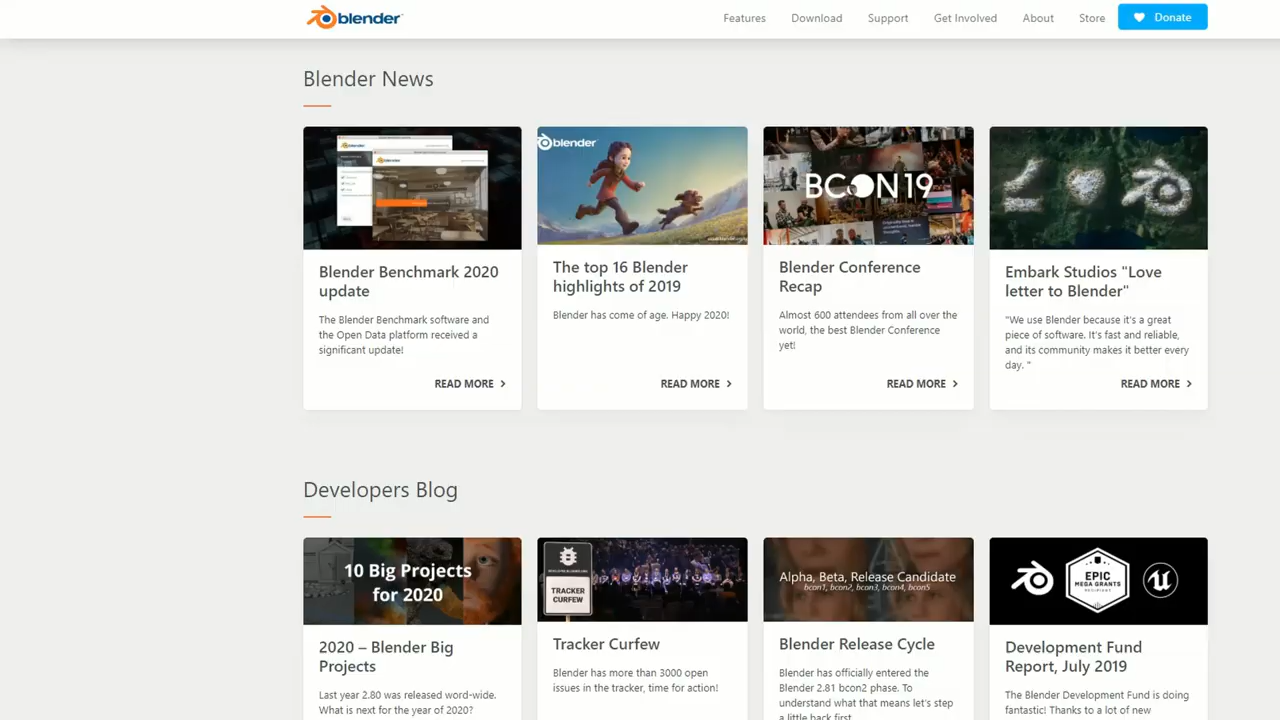 blender
Features
Download
Support
Get Involved
About
Store
Donate
Blender News
blender
BCON19
Blender Benchmark 2020
update
The Blender Benchmark software and
the Open Data platform received a
significant update!
READ MORE
The top 16 Blender
highlights of 2019
Blender has come of age. Happy 2020!
READ MORE
Blender Conference
Recap
Almost 600 attendees from all over the
world, the best Blender Conference
yet!
READ MORE
Embark Studios "Love
letter to Blender"
"We use Blender because it's a great
piece of software. It's fast and reliable,
and its community makes it better every
day. "
READ MORE
Developers Blog
10 Big Projects
for 2020
2020 – Blender Big
Projects
Last year 2.80 was released word-wide.
What is next for the year of 2020?
TRACKER
CURFEW
Tracker Curfew
Blender has more than 3000 open
issues in the tracker, time for action!
Alpha, Beta, Release Candidate
bcon1, bcon2, bcon3, bcon4, bcon5
Blender Release Cycle
Blender has officially entered the
Blender 2.81 bcon2 phase. To
understand what that means let's step
a little back first
EPIC
MEGA GRANTS
RECIPIENT
Development Fund
Report, July 2019
The Blender Development Fund is doing
fantastic! Thanks to a lot of new